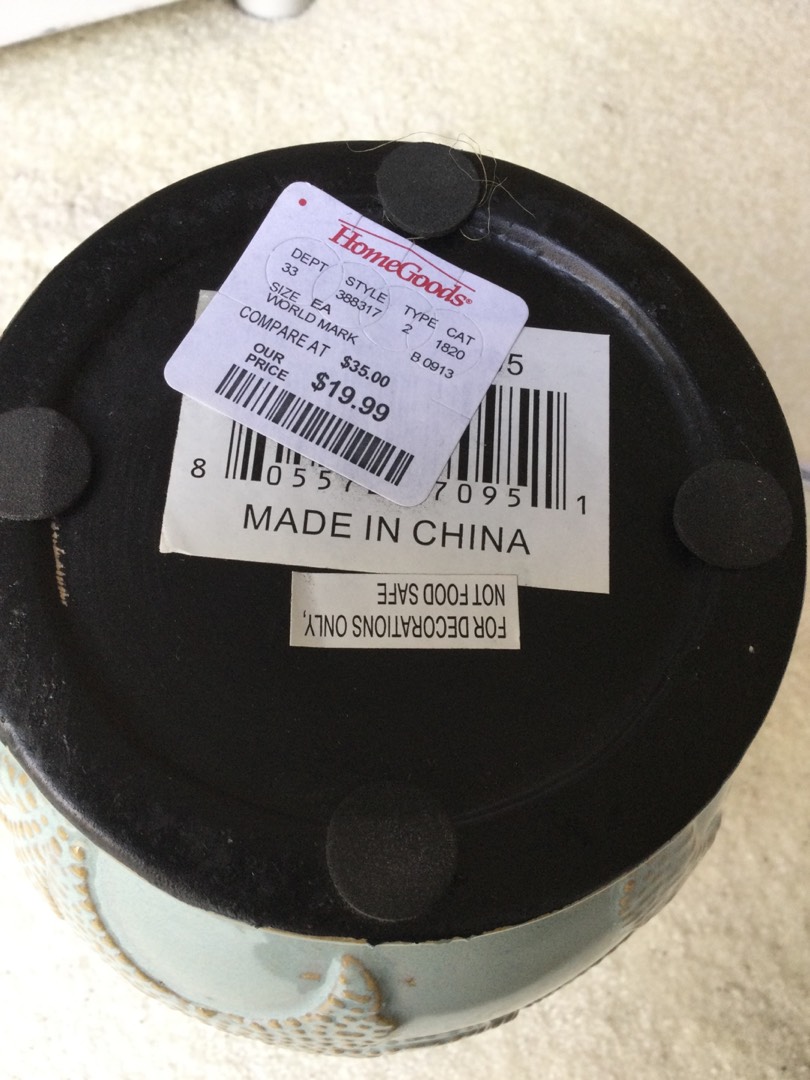 HomeGoods®
DEPT STYLE TYPE CAT
33 388317 2 1820
SIZE EA B 0913
WORLD MARK
COMPARE AT $35.00
OUR PRICE $19.99
5
8 0557 7095 1
MADE IN CHINA
FOR DECORATIONS ONLY,
NOT FOOD SAFE